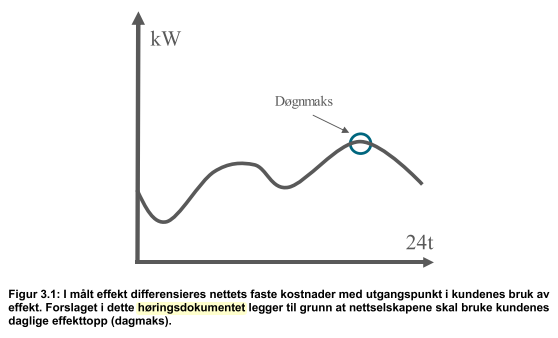 kW
Døgnmaks
24t
Figur 3.1: I målt effekt differensieres nettets faste kostnader med utgangspunkt i kundenes bruk av
effekt. Forslaget i dette høringsdokumentet legger til grunn at nettselskapene skal bruke kundenes
daglige effekttopp (dagmaks).